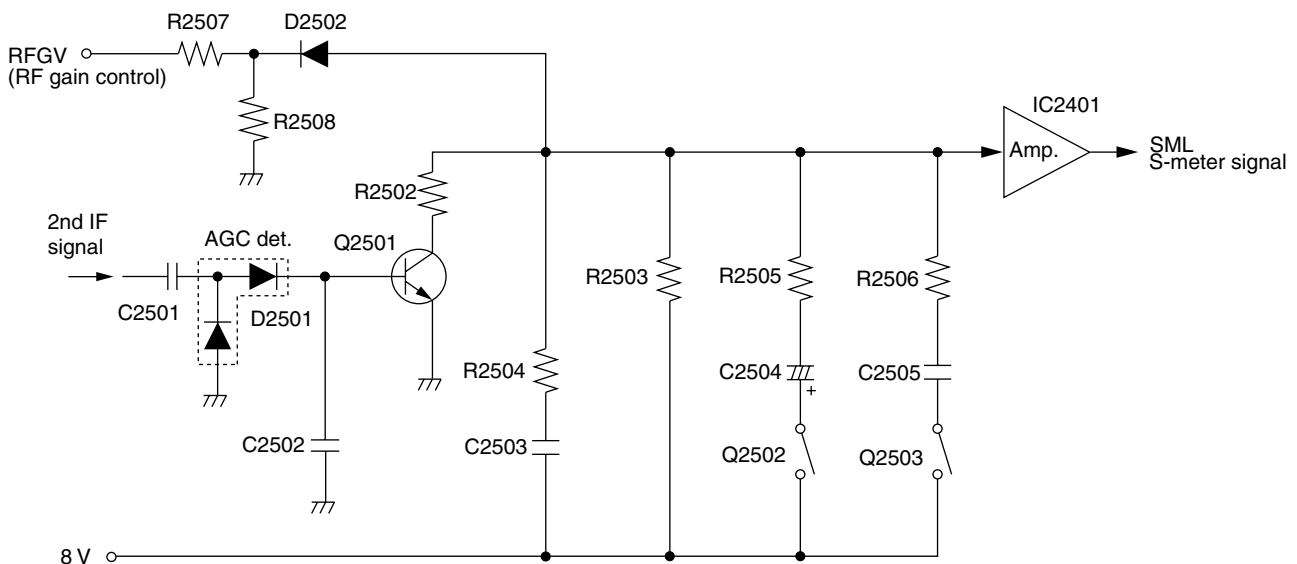 R2507
D2502
RFGV
(RF gain control)
R2508
IC2401
Amp.
SML
S-meter signal
R2502
2nd IF
signal
AGC det.
Q2501
C2501
D2501
R2503
R2505
R2506
R2504
C2504
+
C2505
C2502
C2503
Q2502
Q2503
8 V